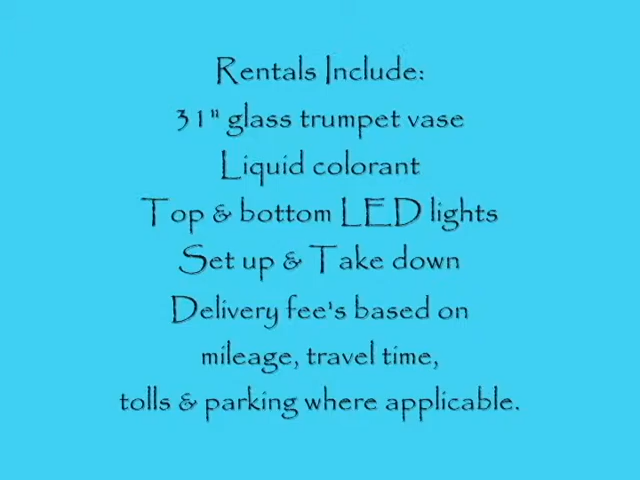 Rentals Include:
31" glass trumpet vase
Liquid colorant
Top & bottom LED lights
Set up & Take down
Delivery fee's based on
mileage, travel time,
tolls & parking where applicable.